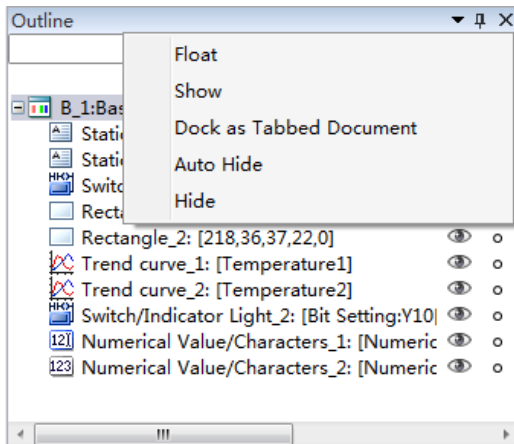 Outline
Float
Show
Dock as Tabbed Document
Auto Hide
Hide
B_1:Bas
Stati
Stati
Switc
Recta
Rectangle_2: [218,36,37,22,0]
Trend curve_1: [Temperature1]
Trend curve_2: [Temperature2]
Switch/Indicator Light_2: [Bit Setting:Y10
Numerical Value/Characters_1: [Numeric
Numerical Value/Characters_2: [Numeric